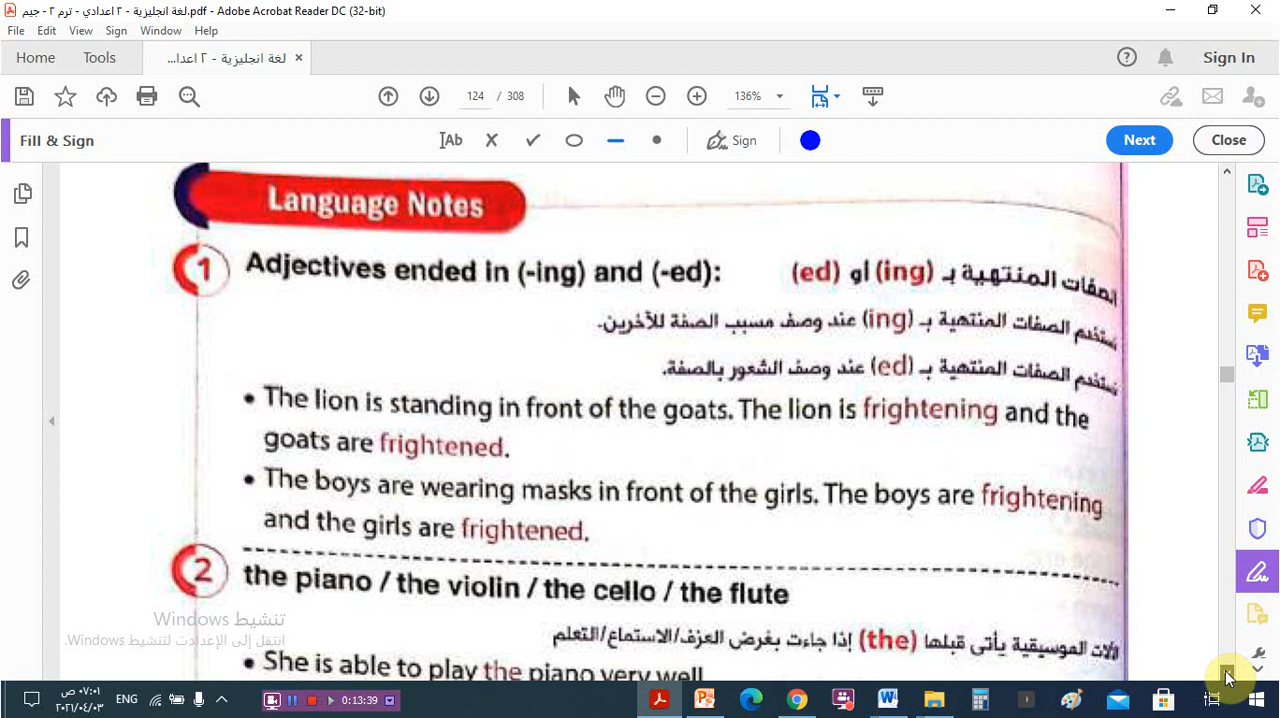 لغة انجليزية - ٢ اعدادي - ترم ٢ - جيم.pdf - Adobe Acrobat Reader DC (32-bit)
File Edit View Sign Window Help
Home Tools لغة انجليزية - ٢ اعدا... × Sign In
124 / 308 136%
Fill & Sign Ab Sign Next Close
Language Notes
1 Adjectives ended in (-ing) and (-ed): الصفات المنتهية بـ (ing) او (ed)
نستخدم الصفات المنتهية بـ (ing) عند وصف مسبب الصفة للآخرين.
نستخدم الصفات المنتهية بـ (ed) عند وصف الشعور بالصفة.
• The lion is standing in front of the goats. The lion is frightening and the
goats are frightened.
• The boys are wearing masks in front of the girls. The boys are frightening
and the girls are frightened.
2 the piano / the violin / the cello / the flute
الآلات الموسيقية يأتى قبلها (the) إذا جاءت بغرض العزف/الاستماع/التعلم
• She is able to play the piano very well
تنشيط Windows
انتقل إلى الإعدادت لتنشيط Windows.
٠٧:٠١ ص
٢٠٢١/٠٤/٠٣
ENG
0:13:39